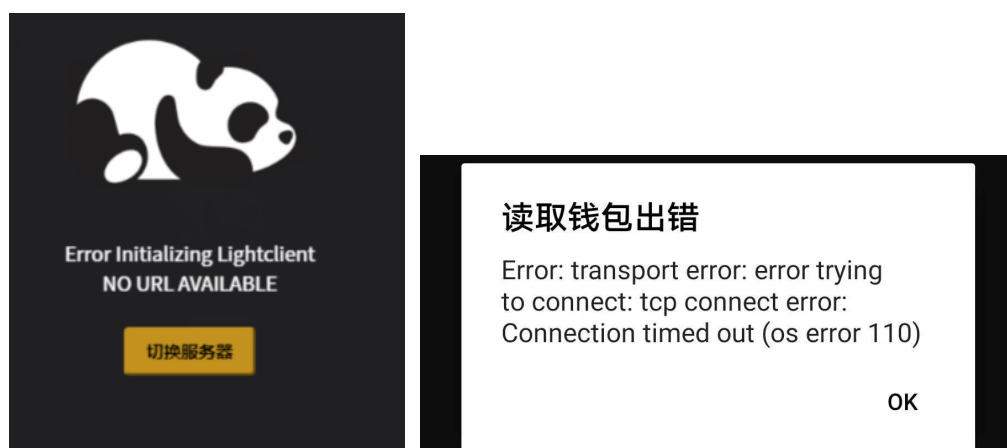 Error Initializing Lightclient
NO URL AVAILABLE
切换服务器
读取钱包出错
Error: transport error: error trying
to connect: tcp connect error:
Connection timed out (os error 110)
OK